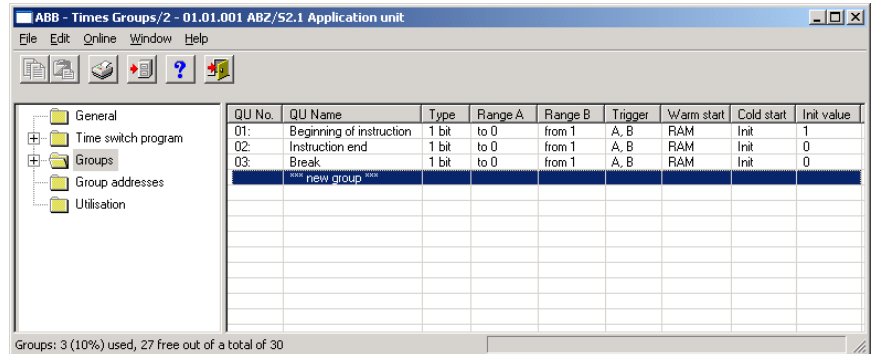 ABB - Times Groups/2 - 01.01.001 ABZ/S2.1 Application unit
File Edit Online Window Help
?
General
Time switch program
Groups
Group addresses
Utilisation
QU No. QU Name Type Range A Range B Trigger Warm start Cold start Init value
01: Beginning of instruction 1 bit to 0 from 1 A, B RAM Init 1
02: Instruction end 1 bit to 0 from 1 A, B RAM Init 0
03: Break 1 bit to 0 from 1 A, B RAM Init 0
*** new group ***
Groups: 3 (10%) used, 27 free out of a total of 30